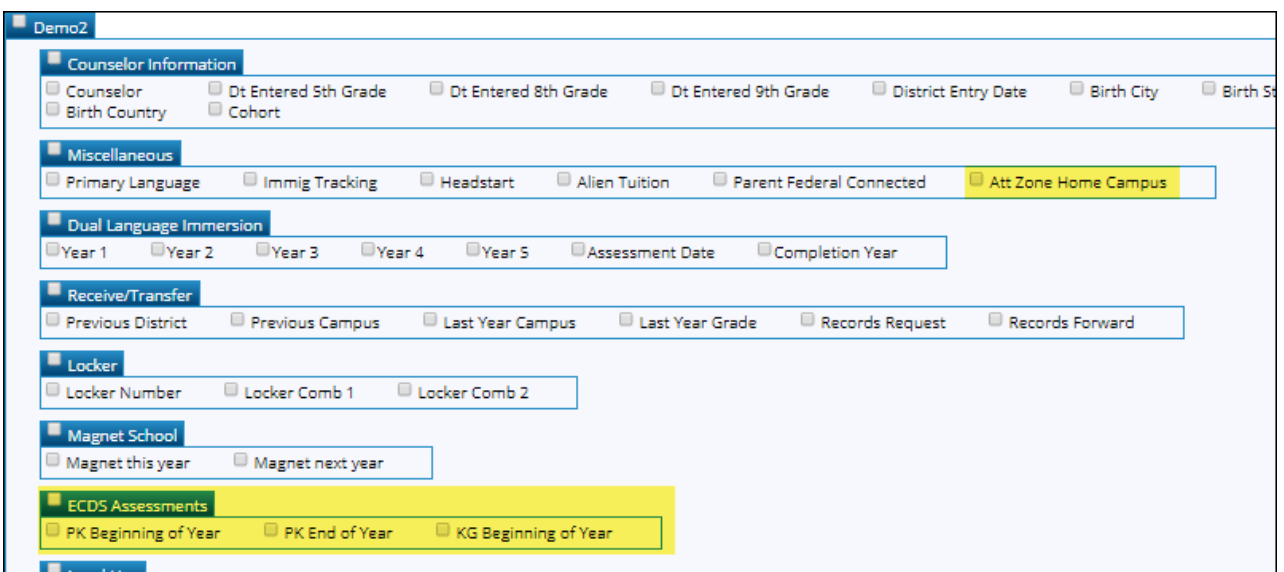 Demo2
Counselor Information
Counselor Dt Entered 5th Grade Dt Entered 8th Grade Dt Entered 9th Grade District Entry Date Birth City Birth
Birth Country Cohort
Miscellaneous
Primary Language Immig Tracking Headstart Alien Tuition Parent Federal Connected Att Zone Home Campus
Dual Language Immersion
Year 1 Year 2 Year 3 Year 4 Year 5 Assessment Date Completion Year
Receive/Transfer
Previous District Previous Campus Last Year Campus Last Year Grade Records Request Records Forward
Locker
Locker Number Locker Comb 1 Locker Comb 2
Magnet School
Magnet this year Magnet next year
ECDS Assessments
PK Beginning of Year PK End of Year KG Beginning of Year